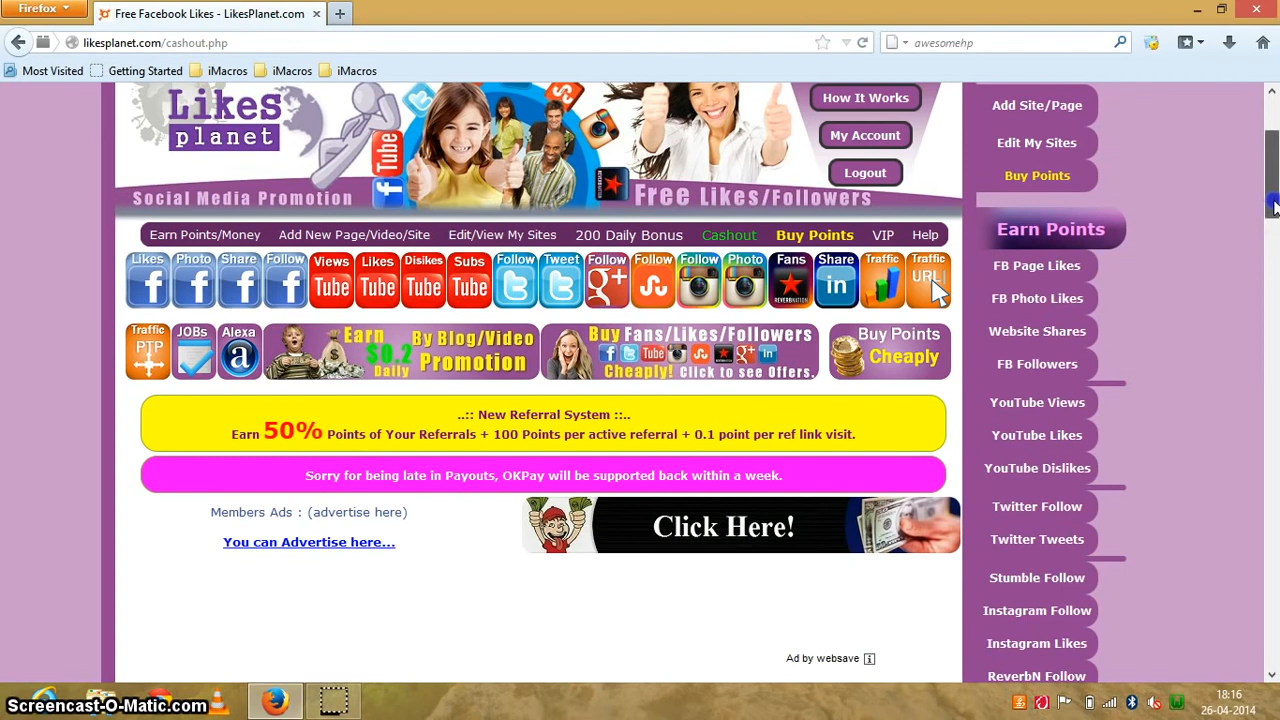 Firefox
Free Facebook Likes - LikesPlanet.com
likesplanet.com/cashout.php
awesomehp
Most Visited
Getting Started
iMacros
iMacros
iMacros
Likes
planet
Social Media Promotion
Free Likes/Followers
Tube
f
How It Works
My Account
Logout
Earn Points/Money
Add New Page/Video/Site
Edit/View My Sites
200 Daily Bonus
Cashout
Buy Points
VIP
Help
Likes
Photo
Share
Follow
Views
Likes
Disikes
Subs
Follow
Tweet
Follow
Follow
Follow
Photo
Fans
Share
Traffic
Traffic
f
f
f
f
Tube
Tube
Tube
Tube
g+
REVERBNATION
in
URL
Traffic
JOBs
Alexa
PTP
a
Earn
$0.2
Daily
By Blog/Video
Promotion
Buy Fans/Likes/Followers
Cheaply! Click to see Offers.
Buy Points
Cheaply
..:: New Referral System ::..
Earn 50% Points of Your Referrals + 100 Points per active referral + 0.1 point per ref link visit.
Sorry for being late in Payouts, OKPay will be supported back within a week.
Members Ads : (advertise here)
You can Advertise here...
Click Here!
Ad by websave
Add Site/Page
Edit My Sites
Buy Points
Earn Points
FB Page Likes
FB Photo Likes
Website Shares
FB Followers
YouTube Views
YouTube Likes
YouTube Dislikes
Twitter Follow
Twitter Tweets
Stumble Follow
Instagram Follow
Instagram Likes
ReverbN Follow
Screencast-O-Matic.com
18:16
26-04-2014